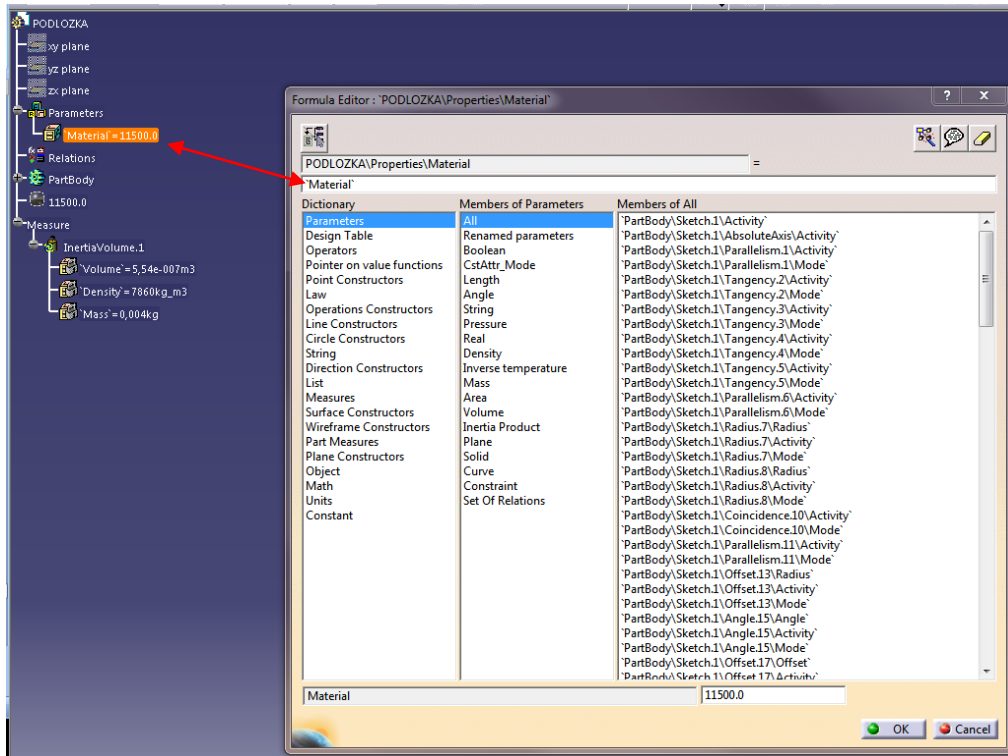 PODLOZKA
xy plane
yz plane
zx plane
Parameters
`Material`=11500.0
Relations
PartBody
11500.0
Measure
InertiaVolume.1
`Volume`=5,54e-007m3
`Density`=7860kg_m3
`Mass`=0,004kg
Formula Editor : `PODLOZKA\Properties\Material`
PODLOZKA\Properties\Material =
`Material`
Dictionary Members of Parameters Members of All
Parameters All `PartBody\Sketch.1\Activity`
Design Table Renamed parameters `PartBody\Sketch.1\AbsoluteAxis\Activity`
Operators Boolean `PartBody\Sketch.1\Parallelism.1\Activity`
Pointer on value functions CstAttr_Mode `PartBody\Sketch.1\Parallelism.1\Mode`
Point Constructors Length `PartBody\Sketch.1\Tangency.2\Activity`
Law Angle `PartBody\Sketch.1\Tangency.2\Mode`
Operations Constructors String `PartBody\Sketch.1\Tangency.3\Activity`
Line Constructors Pressure `PartBody\Sketch.1\Tangency.3\Mode`
Circle Constructors Real `PartBody\Sketch.1\Tangency.4\Activity`
String Density `PartBody\Sketch.1\Tangency.4\Mode`
Direction Constructors Inverse temperature `PartBody\Sketch.1\Tangency.5\Activity`
List Mass `PartBody\Sketch.1\Tangency.5\Mode`
Measures Area `PartBody\Sketch.1\Parallelism.6\Activity`
Surface Constructors Volume `PartBody\Sketch.1\Parallelism.6\Mode`
Wireframe Constructors Inertia Product `PartBody\Sketch.1\Radius.7\Radius`
Part Measures Plane `PartBody\Sketch.1\Radius.7\Activity`
Plane Constructors Solid `PartBody\Sketch.1\Radius.7\Mode`
Object Curve `PartBody\Sketch.1\Radius.8\Radius`
Math Constraint `PartBody\Sketch.1\Radius.8\Activity`
Units Set Of Relations `PartBody\Sketch.1\Radius.8\Mode`
Constant `PartBody\Sketch.1\Coincidence.10\Activity`
`PartBody\Sketch.1\Coincidence.10\Mode`
`PartBody\Sketch.1\Parallelism.11\Activity`
`PartBody\Sketch.1\Parallelism.11\Mode`
`PartBody\Sketch.1\Offset.13\Radius`
`PartBody\Sketch.1\Offset.13\Activity`
`PartBody\Sketch.1\Offset.13\Mode`
`PartBody\Sketch.1\Angle.15\Angle`
`PartBody\Sketch.1\Angle.15\Activity`
`PartBody\Sketch.1\Angle.15\Mode`
`PartBody\Sketch.1\Offset.17\Offset`
`PartBody\Sketch.1\Offset.17\Activity`
Material 11500.0
OK Cancel